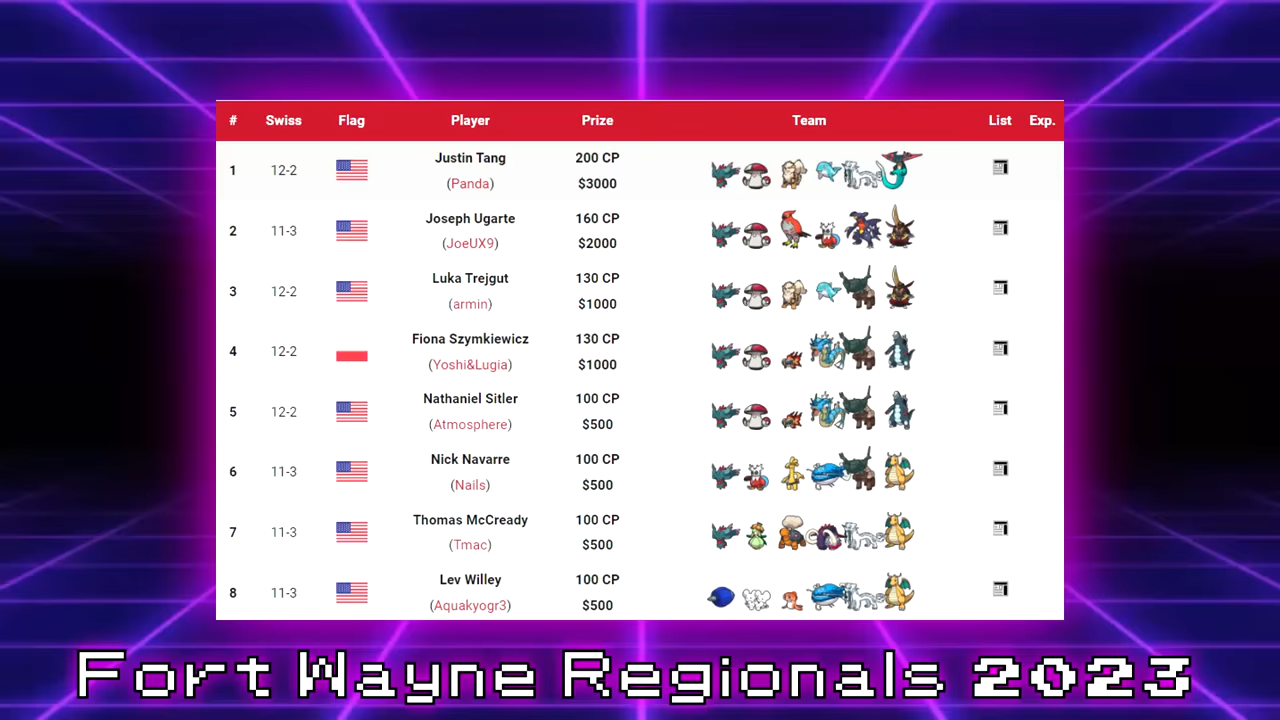 # Swiss Flag Player Prize Team List Exp.
1 12-2 Justin Tang 200 CP
(Panda) $3000
2 11-3 Joseph Ugarte 160 CP
(JoeUX9) $2000
3 12-2 Luka Trejgut 130 CP
(armin) $1000
4 12-2 Fiona Szymkiewicz 130 CP
(Yoshi&Lugia) $1000
5 12-2 Nathaniel Sitler 100 CP
(Atmosphere) $500
6 11-3 Nick Navarre 100 CP
(Nails) $500
7 11-3 Thomas McCready 100 CP
(Tmac) $500
8 11-3 Lev Willey 100 CP
(Aquakyogr3) $500
Fort Wayne Regionals 2023